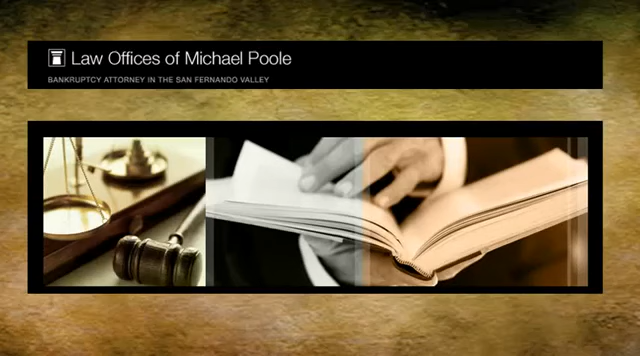 Law Offices of Michael Poole
BANKRUPTCY ATTORNEY IN THE SAN FERNANDO VALLEY